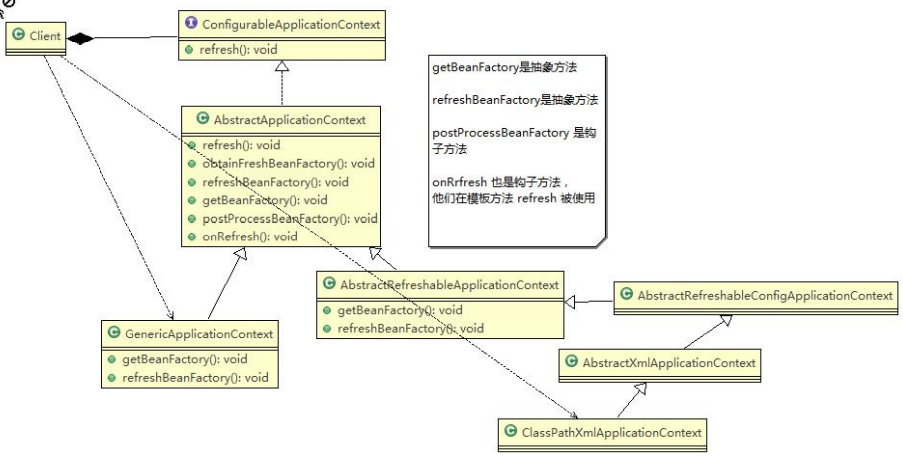 Client
ConfigurableApplicationContext
refresh(): void
AbstractApplicationContext
refresh(): void
obtainFreshBeanFactory(): void
refreshBeanFactory(): void
getBeanFactory(): void
postProcessBeanFactory(): void
onRefresh(): void
getBeanFactory是抽象方法
refreshBeanFactory是抽象方法
postProcessBeanFactory 是钩
子方法
onRrfresh 也是钩子方法，
他们在模板方法 refresh 被使用
AbstractRefreshableApplicationContext
getBeanFactory(): void
refreshBeanFactory(): void
AbstractRefreshableConfigApplicationContext
GenericApplicationContext
getBeanFactory(): void
refreshBeanFactory(): void
AbstractXmlApplicationContext
ClassPathXmlApplicationContext